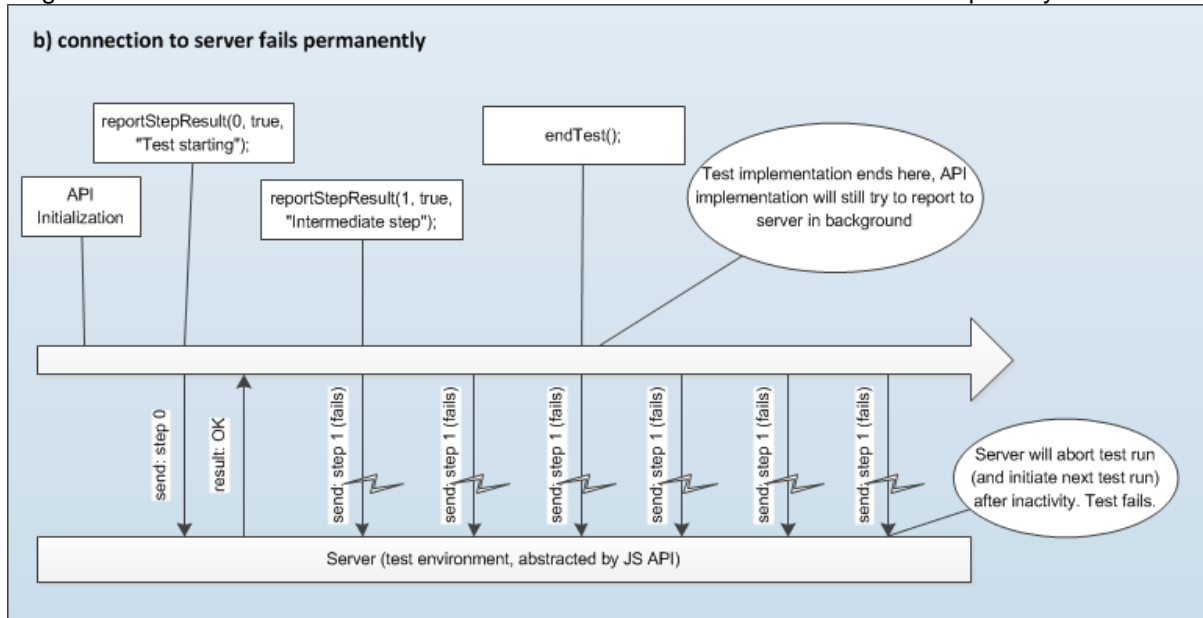 b) connection to server fails permanently
reportStepResult(0, true,
"Test starting");
endTest();
API
Initialization
reportStepResult(1, true,
"Intermediate step");
Test implementation ends here, API
implementation will still try to report to
server in background
send: step 0
result: OK
send: step 1 (fails)
send: step 1 (fails)
send: step 1 (fails)
send: step 1 (fails)
send: step 1 (fails)
send: step 1 (fails)
Server will abort test run
(and initiate next test run)
after inactivity. Test fails.
Server (test environment, abstracted by JS API)